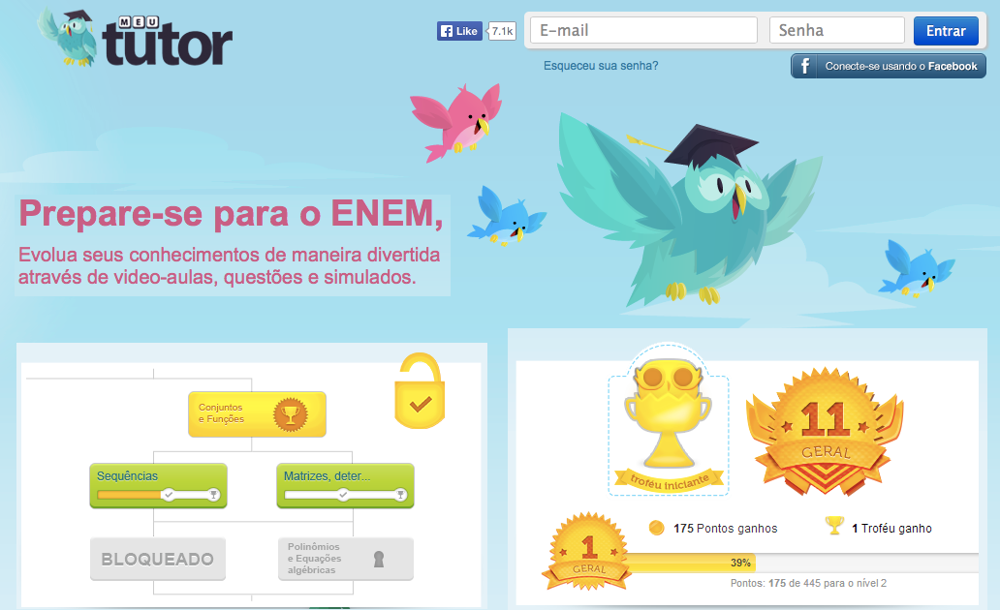 MEU
tutor
Like
7.1k
E-mail
Senha
Entrar
Esqueceu sua senha?
f Conecte-se usando o Facebook
Prepare-se para o ENEM,
Evolua seus conhecimentos de maneira divertida
através de video-aulas, questões e simulados.
Conjuntos
e Funções
Sequências
Matrizes, deter...
BLOQUEADO
Polinômios
e Equações
algébricas
troféu Iniciante
11
GERAL
1
GERAL
175 Pontos ganhos
1 Troféu ganho
39%
Pontos: 175 de 445 para o nível 2